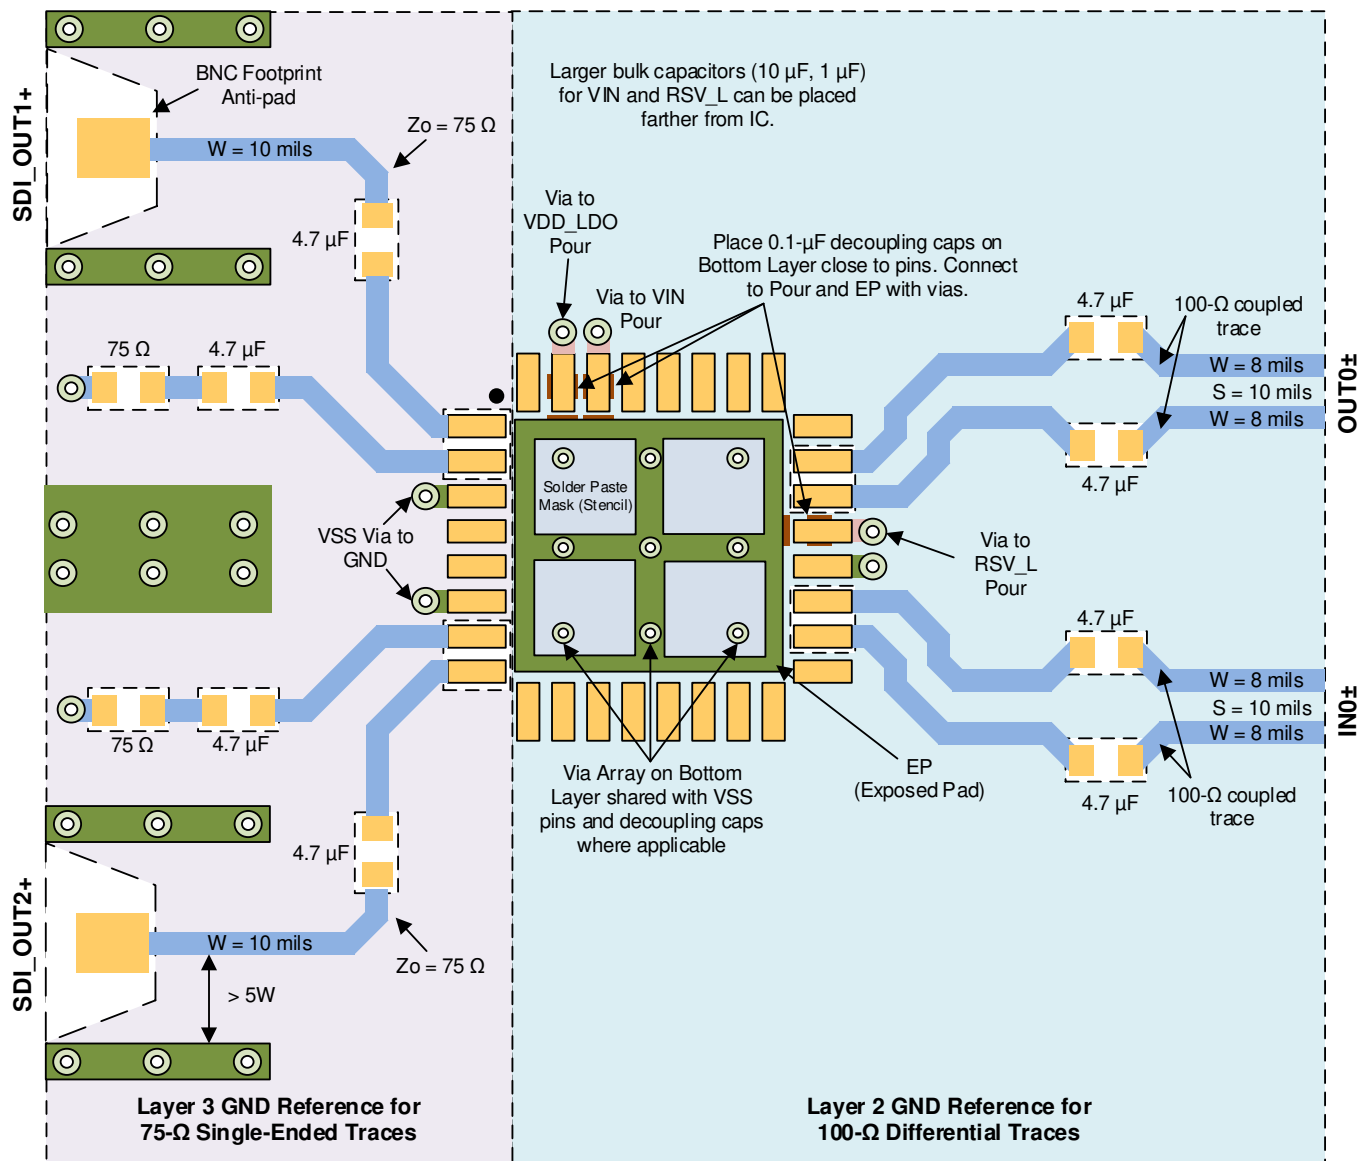 BNC Footprint
Anti-pad
SDI_OUT1+
W = 10 mils
Zo = 75 Ω
4.7 µF
Larger bulk capacitors (10 µF, 1 µF)
for VIN and RSV_L can be placed
farther from IC.
Via to
VDD_LDO
Pour
Via to VIN
Pour
Place 0.1-µF decoupling caps on
Bottom Layer close to pins. Connect
to Pour and EP with vias.
4.7 µF
100-Ω coupled
trace
W = 8 mils
S = 10 mils
W = 8 mils
OUT0±
4.7 µF
75 Ω
4.7 µF
Solder Paste
Mask (Stencil)
VSS Via to
GND
Via to
RSV_L
Pour
4.7 µF
W = 8 mils
S = 10 mils
W = 8 mils
IN0±
4.7 µF
100-Ω coupled
trace
75 Ω
4.7 µF
Via Array on Bottom
Layer shared with VSS
pins and decoupling caps
where applicable
EP
(Exposed Pad)
4.7 µF
SDI_OUT2+
W = 10 mils
Zo = 75 Ω
> 5W
Layer 3 GND Reference for
75-Ω Single-Ended Traces
Layer 2 GND Reference for
100-Ω Differential Traces